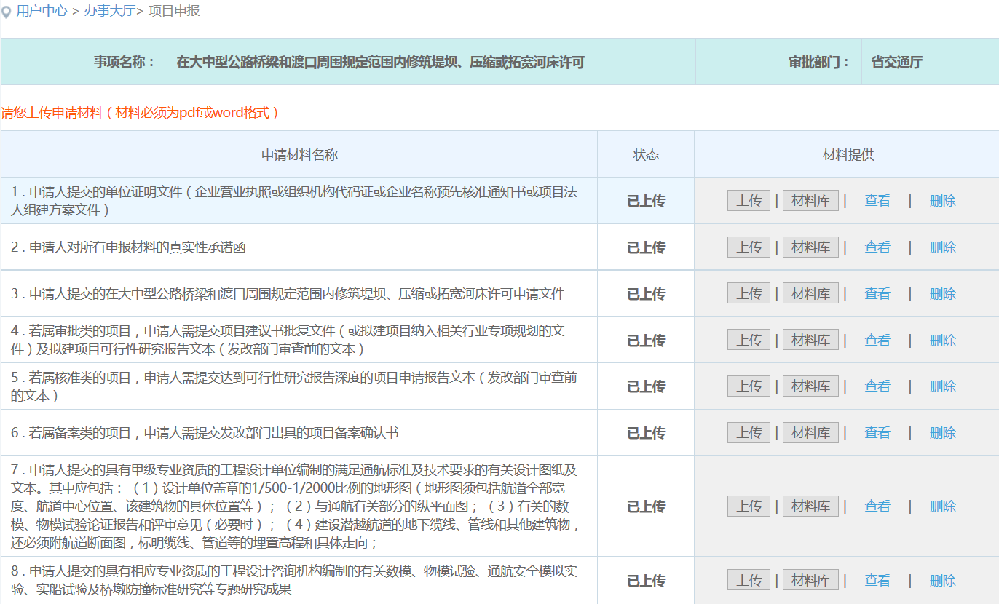 用户中心 > 办事大厅> 项目申报
事项名称： 在大中型公路桥梁和渡口周围规定范围内修筑堤坝、压缩或拓宽河床许可 审批部门： 省交通厅
请您上传申请材料（材料必须为pdf或word格式）
申请材料名称 状态 材料提供
1 . 申请人提交的单位证明文件（企业营业执照或组织机构代码证或企业名称预先核准通知书或项目法
人组建方案文件） 已上传 上传 | 材料库 | 查看 | 删除
2 . 申请人对所有申报材料的真实性承诺函 已上传 上传 | 材料库 | 查看 | 删除
3 . 申请人提交的在大中型公路桥梁和渡口周围规定范围内修筑堤坝、压缩或拓宽河床许可申请文件 已上传 上传 | 材料库 | 查看 | 删除
4 . 若属审批类的项目，申请人需提交项目建议书批复文件（或拟建项目纳入相关行业专项规划的文
件）及拟建项目可行性研究报告文本（发改部门审查前的文本） 已上传 上传 | 材料库 | 查看 | 删除
5 . 若属核准类的项目，申请人需提交达到可行性研究报告深度的项目申请报告文本（发改部门审查前
的文本） 已上传 上传 | 材料库 | 查看 | 删除
6 . 若属备案类的项目，申请人需提交发改部门出具的项目备案确认书 已上传 上传 | 材料库 | 查看 | 删除
7 . 申请人提交的具有甲级专业资质的工程设计单位编制的满足通航标准及技术要求的有关设计图纸及
文本。其中应包括：（1）设计单位盖章的1/500-1/2000比例的地形图（地形图须包括航道全部宽
度、航道中心位置、该建筑物的具体位置等）；（2）与通航有关部分的纵平面图；（3）有关的数
模、物模试验论证报告和评审意见（必要时）；（4）建设潜越航道的地下缆线、管线和其他建筑物，
还必须附航道断面图，标明缆线、管道等的埋置高程和具体走向； 已上传 上传 | 材料库 | 查看 | 删除
8 . 申请人提交的具有相应专业资质的工程设计咨询机构编制的有关数模、物模试验、通航安全模拟实
验、实船试验及桥墩防撞标准研究等专题研究成果 已上传 上传 | 材料库 | 查看 | 删除